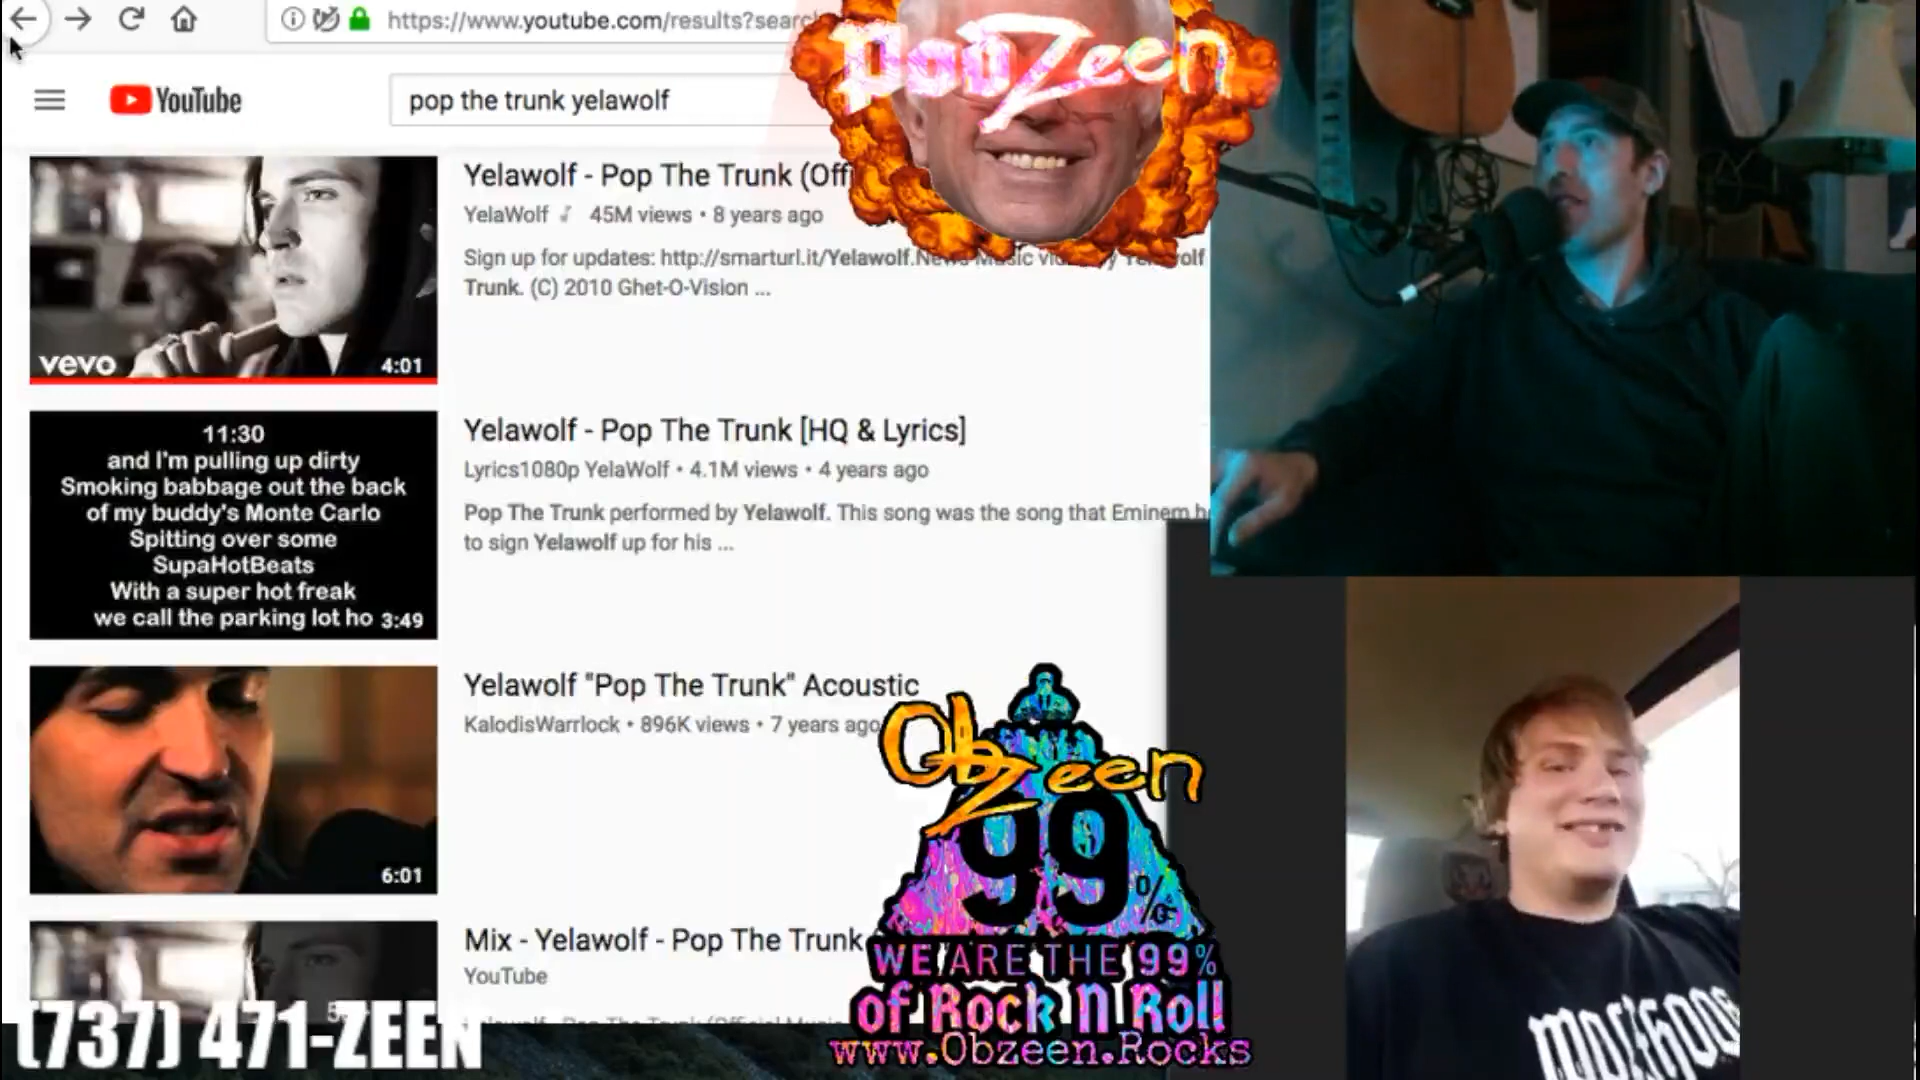 https://www.youtube.com/results?searc
YouTube
pop the trunk yelawolf
PobZeen
Yelawolf - Pop The Trunk (Off
YelaWolf 45M views • 8 years ago
Sign up for updates: http://smarturl.it/Yelawolf.News Music
Trunk. (C) 2010 Ghet-O-Vision ...
vevo
4:01
11:30
and I'm pulling up dirty
Smoking babbage out the back
of my buddy's Monte Carlo
Spitting over some
SupaHotBeats
With a super hot freak
we call the parking lot ho
3:49
Yelawolf - Pop The Trunk [HQ & Lyrics]
Lyrics1080p YelaWolf • 4.1M views • 4 years ago
Pop The Trunk performed by Yelawolf. This song was the song that Eminem h
to sign Yelawolf up for his ...
6:01
Yelawolf "Pop The Trunk" Acoustic
KalodisWarrlock • 896K views • 7 years ago
Mix - Yelawolf - Pop The Trunk
YouTube
(737) 471-ZEEN
ObZeen
99
%
WE ARE THE 99%
of Rock N Roll
www.Obzeen.Rocks